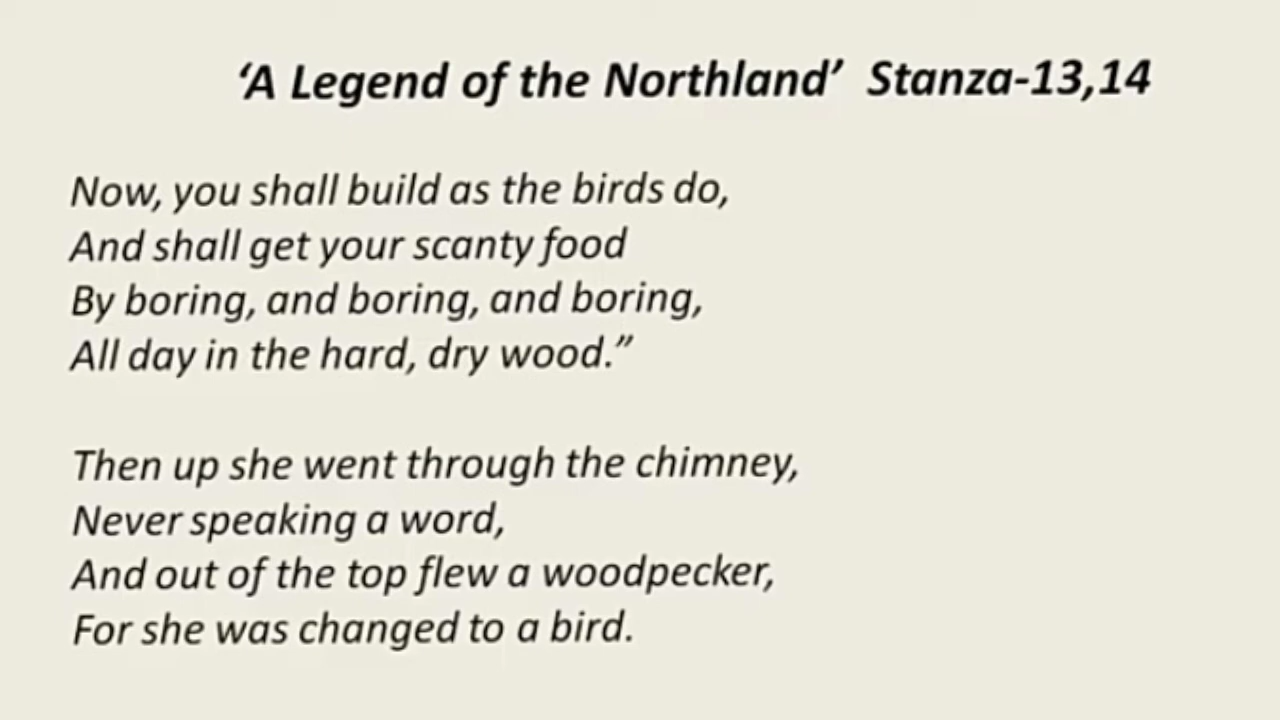 ‘A Legend of the Northland’ Stanza-13,14
Now, you shall build as the birds do,
And shall get your scanty food
By boring, and boring, and boring,
All day in the hard, dry wood.”
Then up she went through the chimney,
Never speaking a word,
And out of the top flew a woodpecker,
For she was changed to a bird.